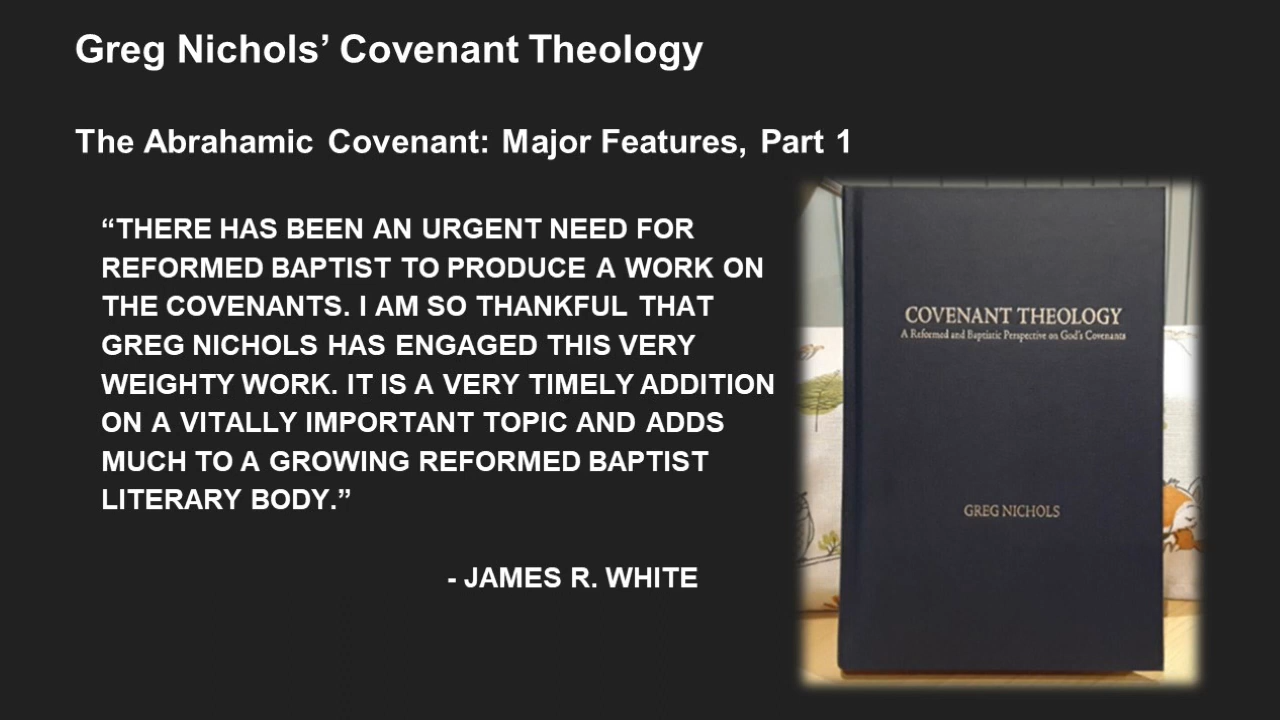 Greg Nichols’ Covenant Theology
The Abrahamic Covenant: Major Features, Part 1
“THERE HAS BEEN AN URGENT NEED FOR
REFORMED BAPTIST TO PRODUCE A WORK ON
THE COVENANTS. I AM SO THANKFUL THAT
GREG NICHOLS HAS ENGAGED THIS VERY
WEIGHTY WORK. IT IS A VERY TIMELY ADDITION
ON A VITALLY IMPORTANT TOPIC AND ADDS
MUCH TO A GROWING REFORMED BAPTIST
LITERARY BODY.”
- JAMES R. WHITE
COVENANT THEOLOGY
A Reformed and Baptistic Perspective on God's Covenants
GREG NICHOLS